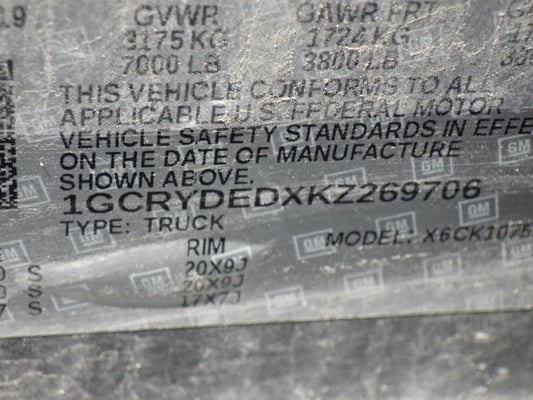 GVWR GAWR FRT
3175 KG 1724 KG
7000 LB 3800 LB
THIS VEHICLE CONFORMS TO ALL
APPLICABLE U.S. FEDERAL MOTOR
VEHICLE SAFETY STANDARDS IN EFFE
ON THE DATE OF MANUFACTURE
SHOWN ABOVE.
1GCRYDEDXKZ269706
TYPE: TRUCK MODEL: X6CK1075
RIM
20X9J
S 20X9J
S 17X7J
S
GM